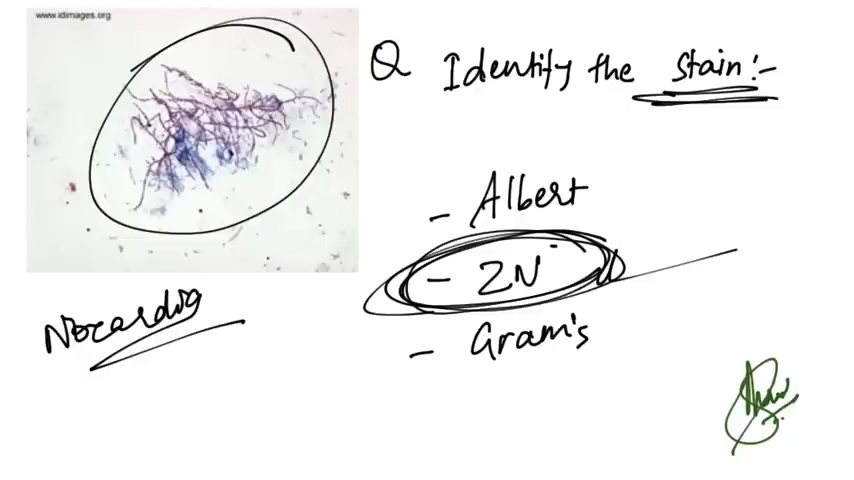 www.idimages.org
Q Identify the stain:-
- Albert
- ZN
- Gram's
Nocardia